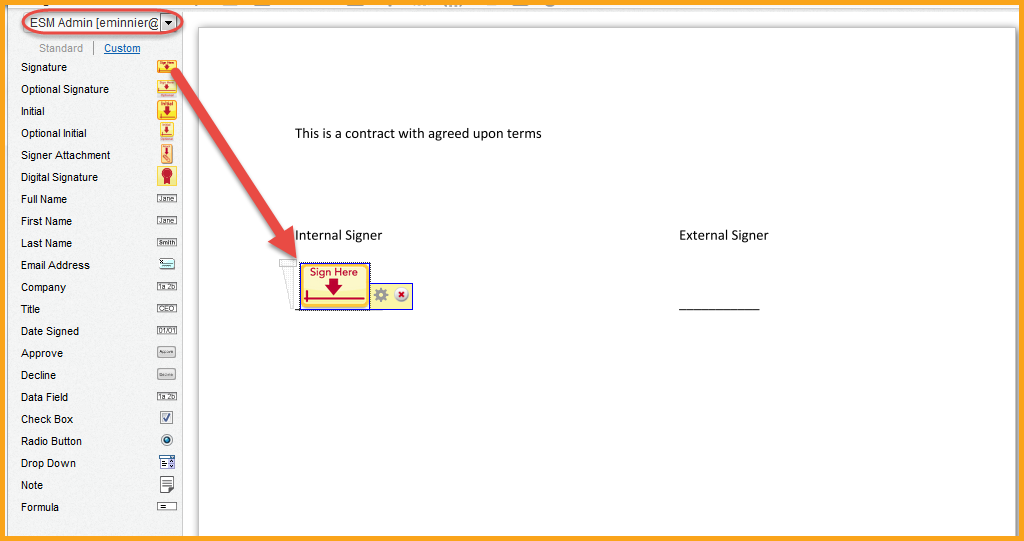 ESM Admin [eminnier@
Standard | Custom
Signature
Optional Signature
Initial
Optional Initial
Signer Attachment
Digital Signature
Full Name Jane
First Name Jane
Last Name Smith
Email Address
Company 1a 2b
Title CEO
Date Signed 01/01
Approve
Decline Decline
Data Field 1a 2b
Check Box
Radio Button
Drop Down
Note
Formula =
This is a contract with agreed upon terms
Internal Signer External Signer
Sign Here